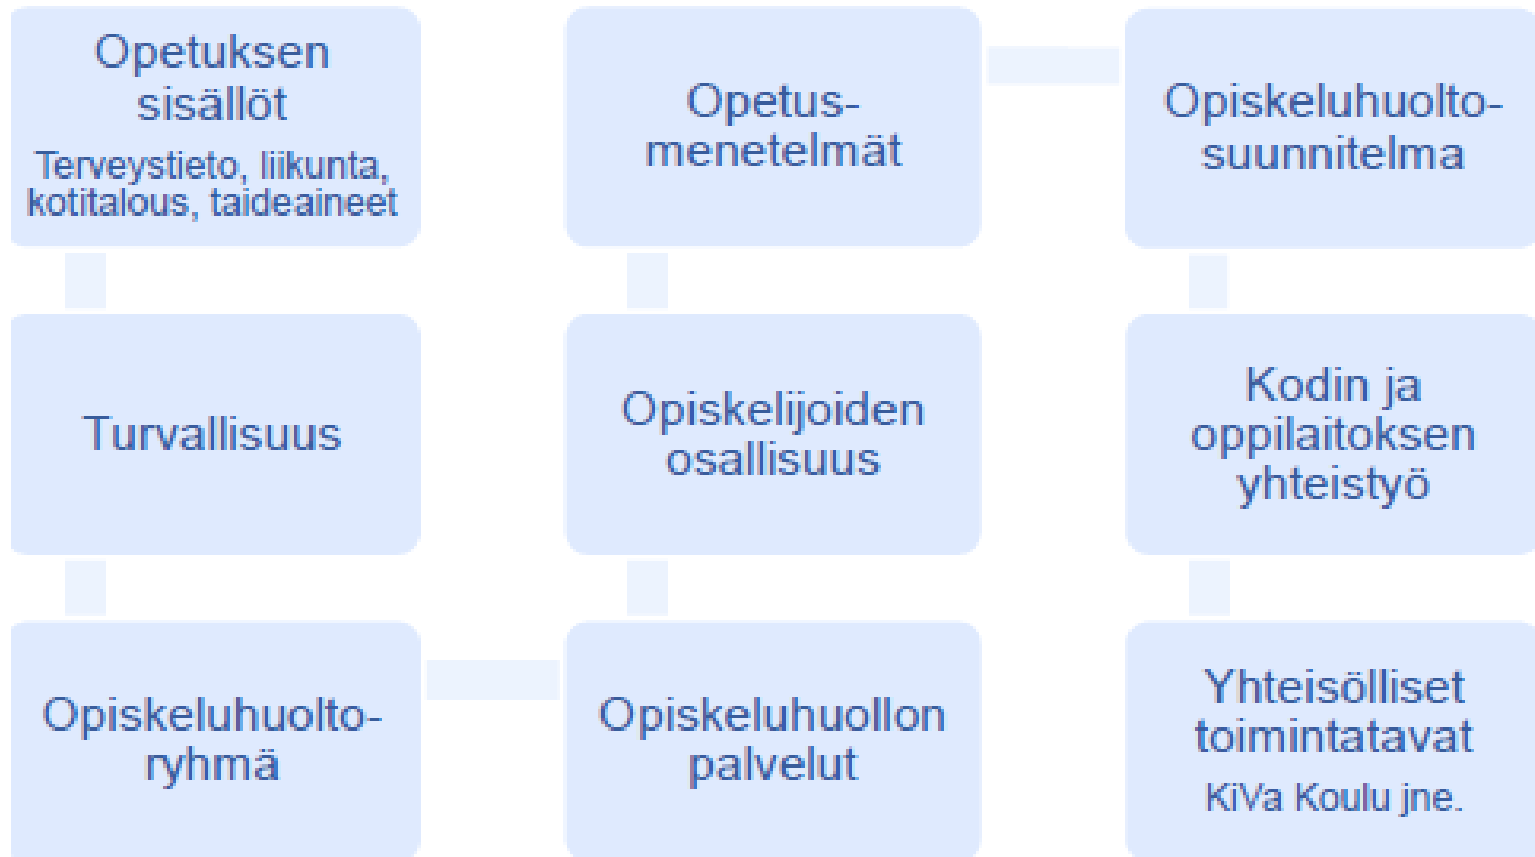 Opetuksen
sisällöt
Terveystieto, liikunta,
kotitalous, taideaineet
Turvallisuus
Opiskeluhuolto-
ryhmä
Opiskeluhuollon
palvelut
Opiskelijoiden
osallisuus
Opetus-
menetelmät
Opiskeluhuolto-
suunnitelma
Kodin ja
oppilaitoksen
yhteistyö
Yhteisölliset
toimintatavat
KiVa Koulu jne.